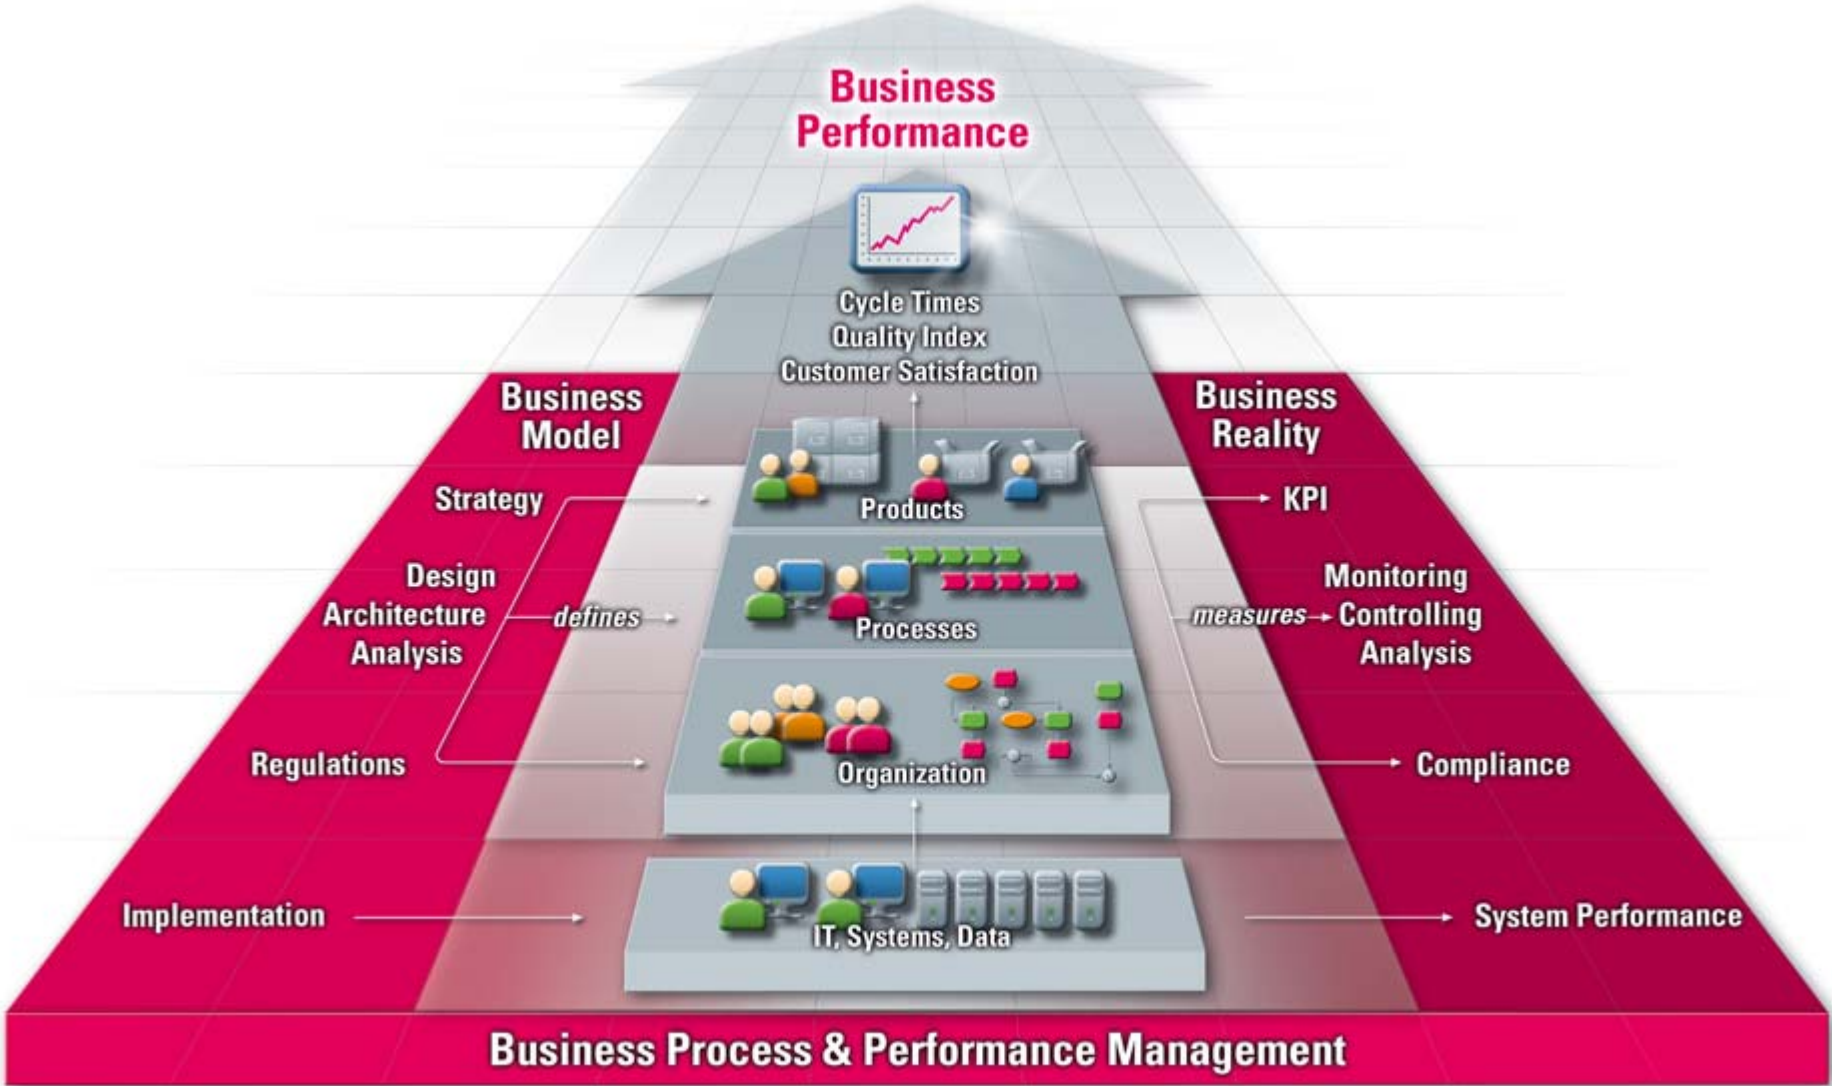 Business
Performance
Cycle Times
Quality Index
Customer Satisfaction
Business
Model
Business
Reality
Strategy
Products
KPI
Design
Architecture
Analysis
defines
Processes
measures
Monitoring
Controlling
Analysis
Regulations
Organization
Compliance
Implementation
IT, Systems, Data
System Performance
Business Process & Performance Management